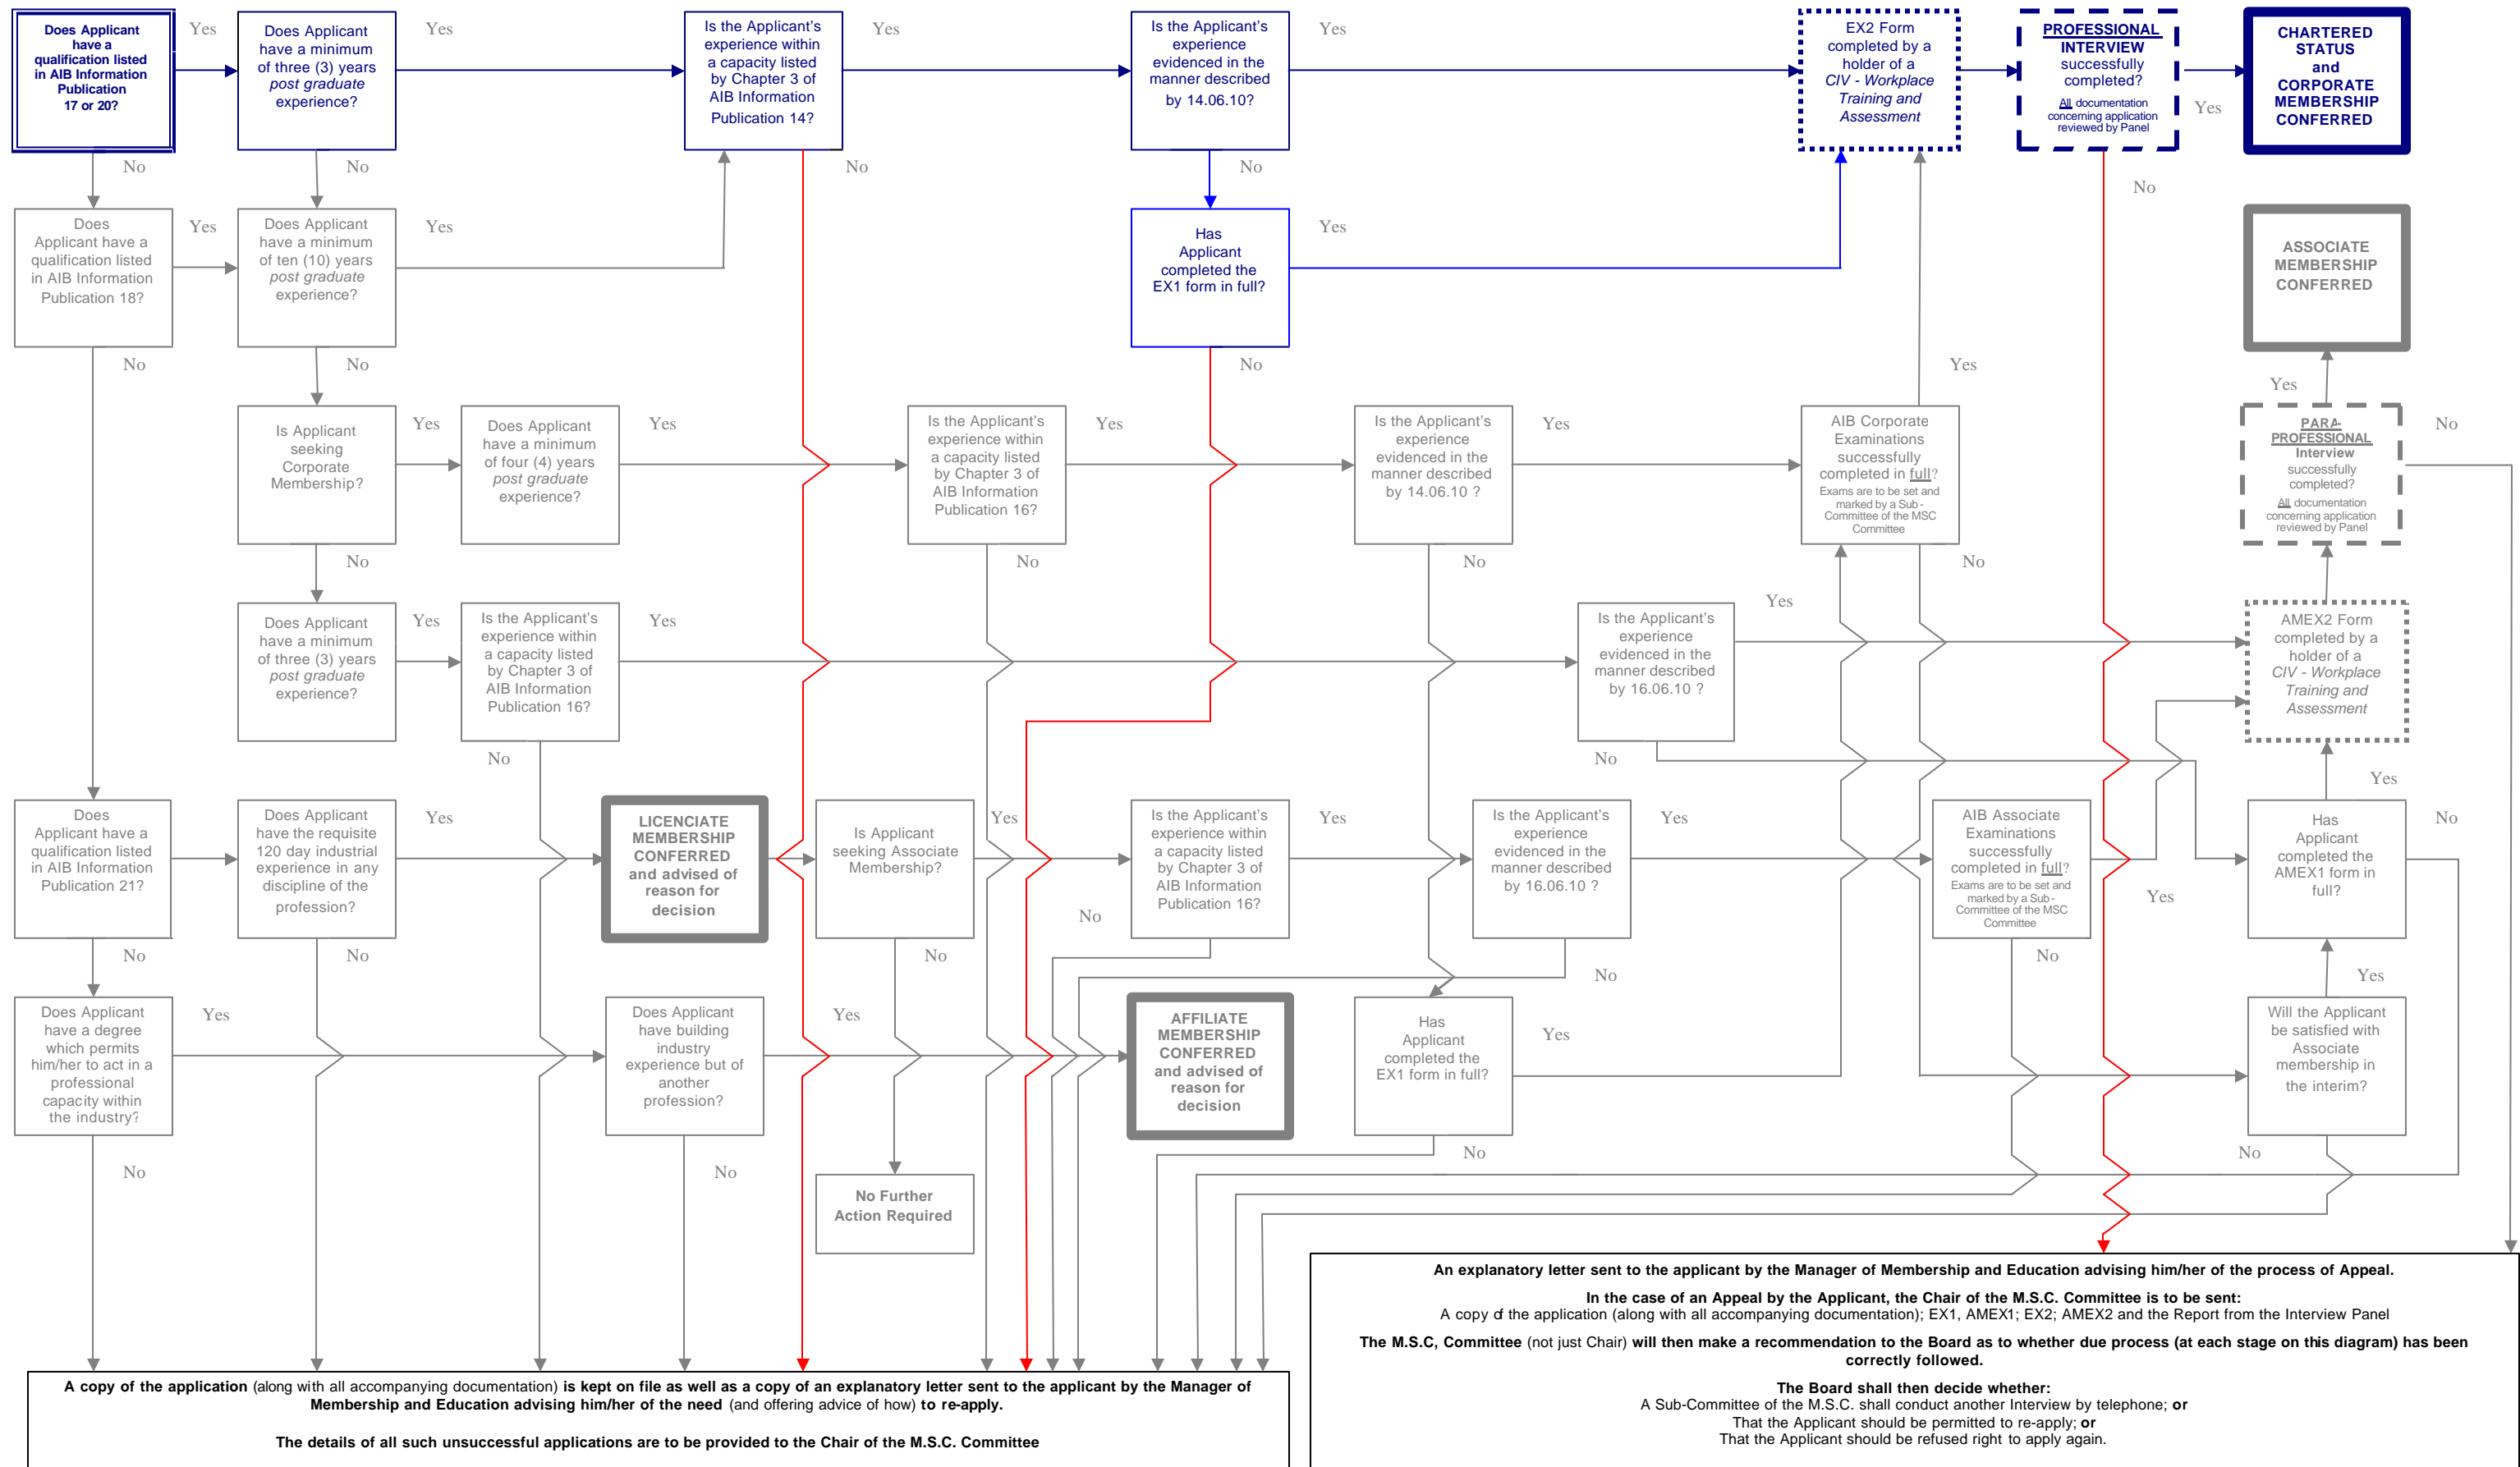 Does Applicant
have a
qualification listed
in AIB Information
Publication
17 or 20?
Yes
Does Applicant
have a minimum
of three (3) years
post graduate
experience?
Yes
Is the Applicant's
experience within
a capacity listed
by Chapter 3 of
AIB Information
Publication 14?
Yes
Is the Applicant's
experience
evidenced in the
manner described
by 14.06.10?
Yes
EX2 Form
completed by a
holder of a
CIV - Workplace
Training and
Assessment
PROFESSIONAL
INTERVIEW
successfully
completed?
All documentation
concerning application
reviewed by Panel
Yes
CHARTERED
STATUS
and
CORPORATE
MEMBERSHIP
CONFERRED
No
No
No
No
No
Does
Applicant have a
qualification listed
in AIB Information
Publication 18?
Yes
Does Applicant
have a minimum
of ten (10) years
post graduate
experience?
Yes
Has
Applicant
completed the
EX1 form in full?
Yes
ASSOCIATE
MEMBERSHIP
CONFERRED
No
No
No
Yes
Yes
Is Applicant
seeking
Corporate
Membership?
Yes
Does Applicant
have a minimum
of four (4) years
post graduate
experience?
Yes
Is the Applicant's
experience within
a capacity listed
by Chapter 3 of
AIB Information
Publication 16?
Yes
Is the Applicant's
experience
evidenced in the
manner described
by 14.06.10 ?
Yes
AIB Corporate
Examinations
successfully
completed in full?
Exams are to be set and
marked by a Sub -
Committee of the MSC
Committee
PARA-
PROFESSIONAL
Interview
successfully
completed?
All documentation
concerning application
reviewed by Panel
No
No
No
No
No
Does Applicant
have a minimum
of three (3) years
post graduate
experience?
Yes
Is the Applicant's
experience within
a capacity listed
by Chapter 3 of
AIB Information
Publication 16?
Yes
Is the Applicant's
experience
evidenced in the
manner described
by 16.06.10 ?
Yes
AMEX2 Form
completed by a
holder of a
CIV - Workplace
Training and
Assessment
No
No
Yes
Does
Applicant have a
qualification listed
in AIB Information
Publication 21?
Does Applicant
have the requisite
120 day industrial
experience in any
discipline of the
profession?
Yes
LICENCIATE
MEMBERSHIP
CONFERRED
and advised of
reason for
decision
Is Applicant
seeking Associate
Membership?
Yes
Is the Applicant's
experience within
a capacity listed
by Chapter 3 of
AIB Information
Publication 16?
Yes
Is the Applicant's
experience
evidenced in the
manner described
by 16.06.10 ?
Yes
AIB Associate
Examinations
successfully
completed in full?
Exams are to be set and
marked by a Sub -
Committee of the MSC
Committee
Yes
Has
Applicant
completed the
AMEX1 form in
full?
No
No
No
No
No
No
No
Yes
Does Applicant
have a degree
which permits
him/her to act in a
professional
capacity within
the industry?
Yes
Does Applicant
have building
industry
experience but of
another
profession?
Yes
AFFILIATE
MEMBERSHIP
CONFERRED
and advised of
reason for
decision
Has
Applicant
completed the
EX1 form in full?
Yes
Will the Applicant
be satisfied with
Associate
membership in
the interim?
No
No
No
No
No Further
Action Required
A copy of the application (along with all accompanying documentation) is kept on file as well as a copy of an explanatory letter sent to the applicant by the Manager of
Membership and Education advising him/her of the need (and offering advice of how) to re-apply.
The details of all such unsuccessful applications are to be provided to the Chair of the M.S.C. Committee
An explanatory letter sent to the applicant by the Manager of Membership and Education advising him/her of the process of Appeal.
In the case of an Appeal by the Applicant, the Chair of the M.S.C. Committee is to be sent:
A copy of the application (along with all accompanying documentation); EX1, AMEX1; EX2; AMEX2 and the Report from the Interview Panel
The M.S.C, Committee (not just Chair) will then make a recommendation to the Board as to whether due process (at each stage on this diagram) has been
correctly followed.
The Board shall then decide whether:
A Sub-Committee of the M.S.C. shall conduct another Interview by telephone; or
That the Applicant should be permitted to re-apply; or
That the Applicant should be refused right to apply again.